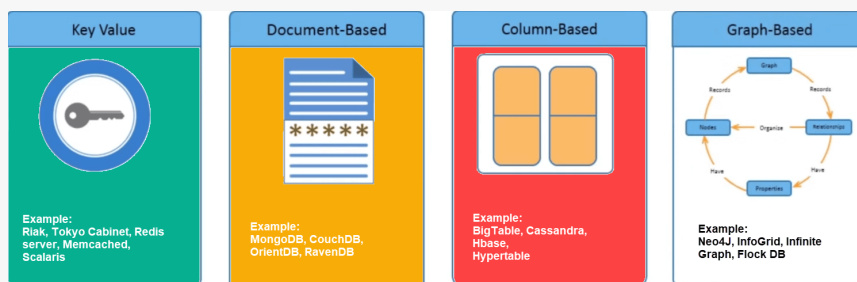 Key Value
Example:
Riak, Tokyo Cabinet, Redis
server, Memcached,
Scalaris
Document-Based
*****
Example:
MongoDB, CouchDB,
OrientDB, RavenDB
Column-Based
Example:
BigTable, Cassandra,
Hbase,
Hypertable
Graph-Based
Graph
Records
Records
Nodes
Organize
Relationships
Have
Have
Properties
Example:
Neo4J, InfoGrid, Infinite
Graph, Flock DB